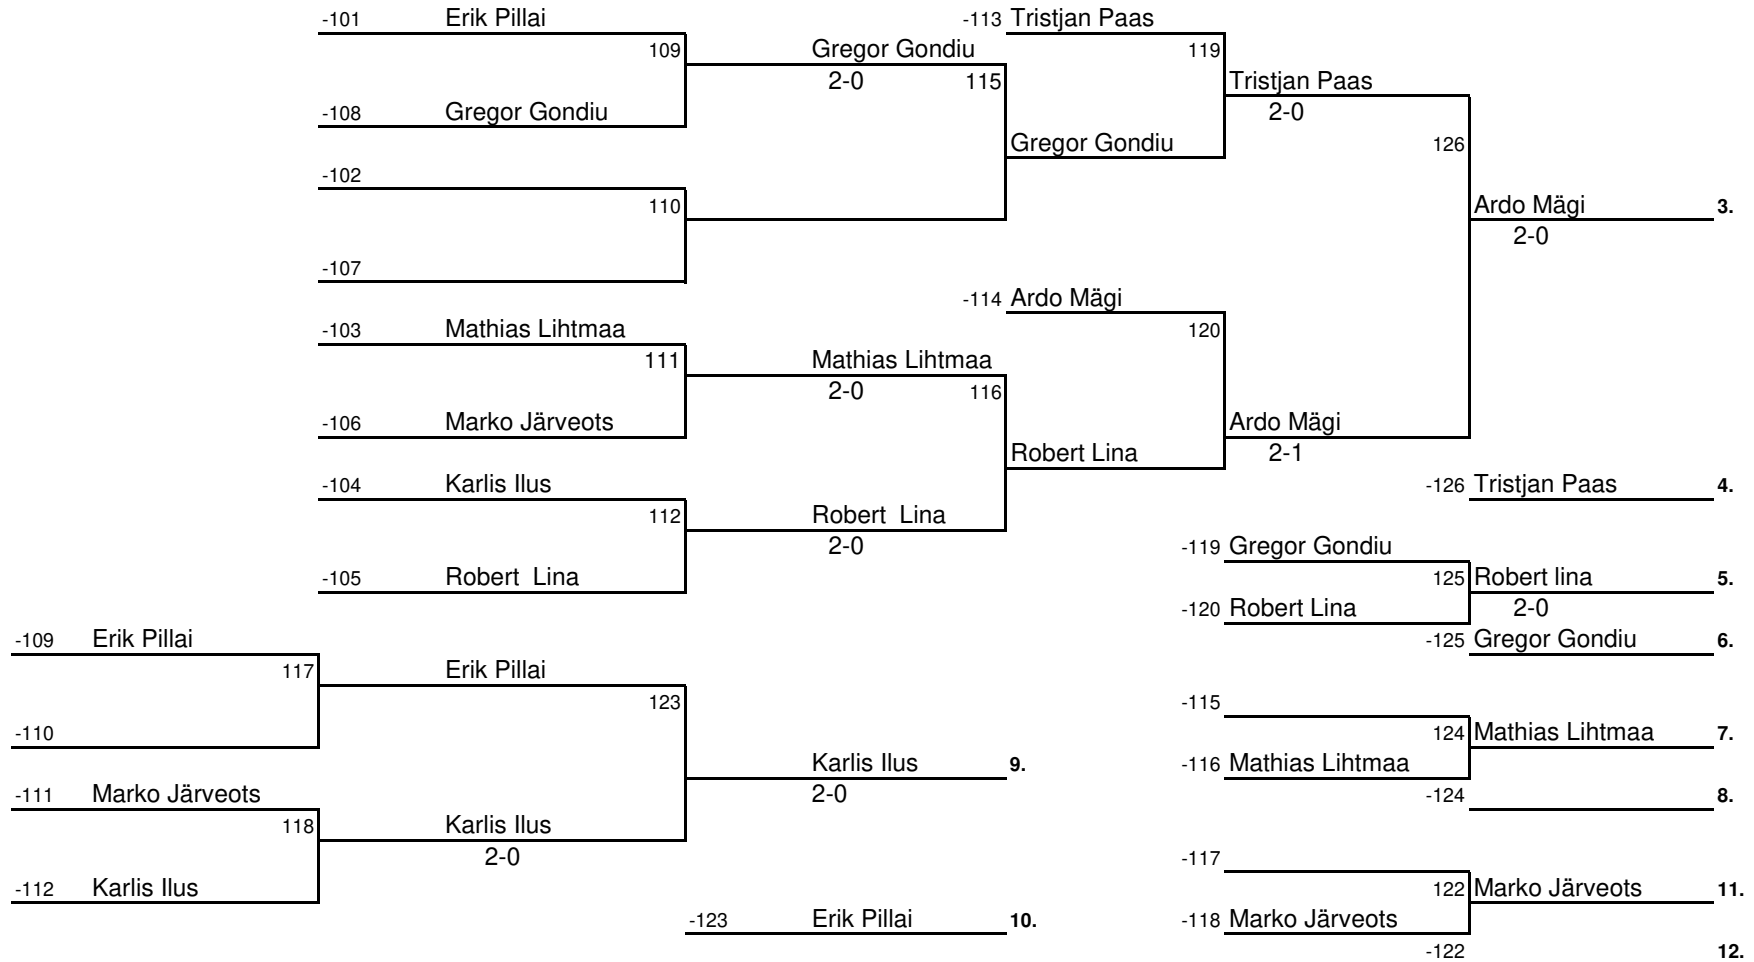 -101 Erik Pillai -113 Tristjan Paas
109 Gregor Gondiu 119
2-0 115 Tristjan Paas
-108 Gregor Gondiu 2-0
Gregor Gondiu 126
-102
110 Ardo Mägi 3.
2-0
-107
-114 Ardo Mägi
-103 Mathias Lihtmaa 120
111 Mathias Lihtmaa
2-0 116
-106 Marko Järveots Ardo Mägi
Robert Lina 2-1
-104 Karlis Ilus -126 Tristjan Paas 4.
112 Robert  Lina
2-0 -119 Gregor Gondiu
-105 Robert  Lina 125 Robert lina 5.
-120 Robert Lina 2-0
-109 Erik Pillai -125 Gregor Gondiu 6.
117 Erik Pillai
123 -115
-110 124 Mathias Lihtmaa 7.
Karlis Ilus 9. -116 Mathias Lihtmaa
-111 Marko Järveots 2-0 -124 8.
118 Karlis Ilus
2-0 -117
-112 Karlis Ilus 122 Marko Järveots 11.
-123 Erik Pillai 10. -118 Marko Järveots
-122 12.